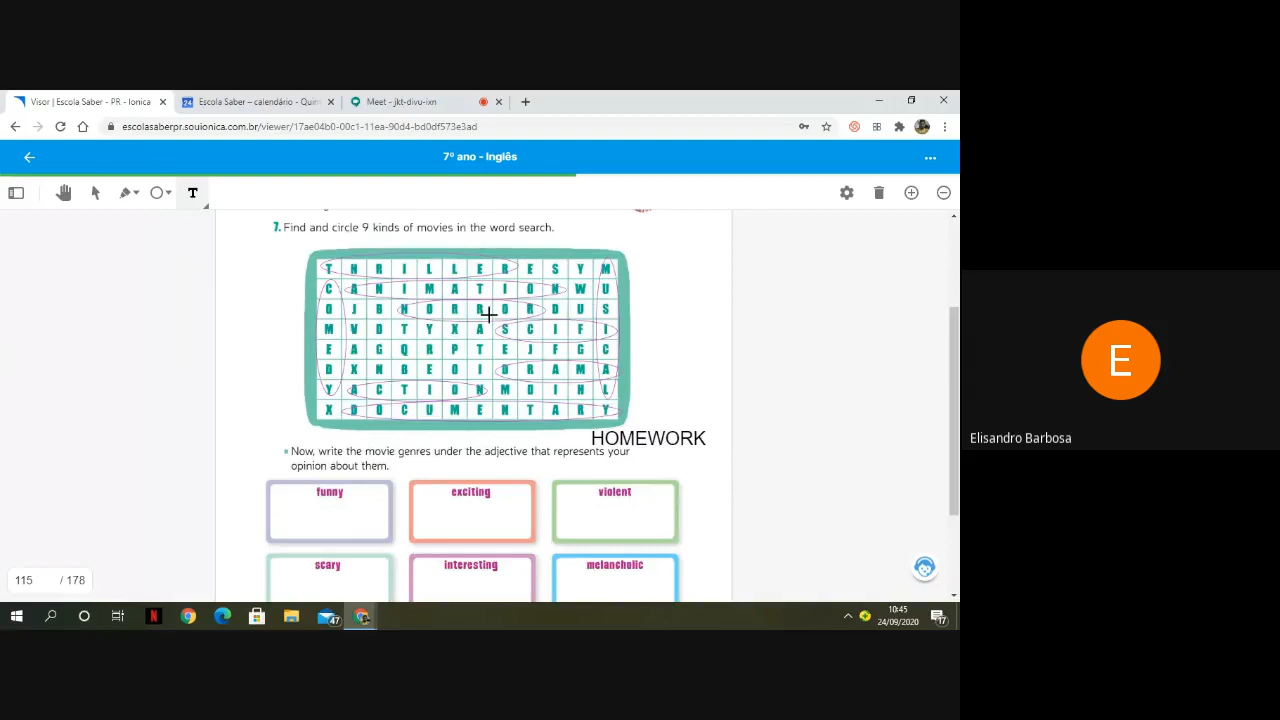 Visor | Escola Saber - PR - Ionica
Escola Saber – calendário - Quin
Meet - jkt-divu-ixn
escolasaberpr.souionica.com.br/viewer/17ae04b0-00c1-11ea-90d4-bd0df573e3ad
7º ano - Inglês
T
7. Find and circle 9 kinds of movies in the word search.
T H R I L L E R E S Y M
C A N I M A T I O N W U
O J B H O R R O R D U S
M V D T Y X A S C I F I
E A G Q R P T E J F G C
D X N B E O I D R A M A
Y A C T I O N M O I H L
X D O C U M E N T A R Y
HOMEWORK
Now, write the movie genres under the adjective that represents your
opinion about them.
funny exciting violent
scary interesting melancholic
115 / 178
E
Elisandro Barbosa
N
47
10:45
24/09/2020
17